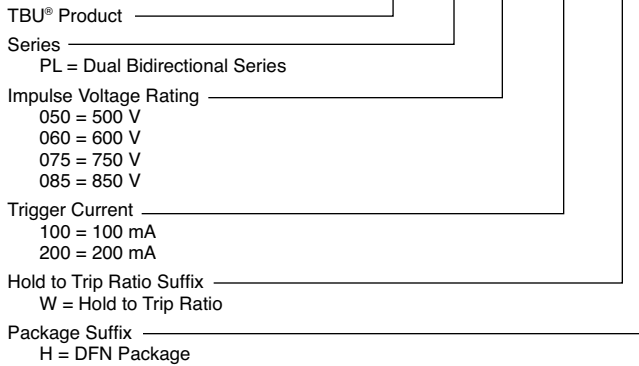 TBU® Product
Series
PL = Dual Bidirectional Series
Impulse Voltage Rating
050 = 500 V
060 = 600 V
075 = 750 V
085 = 850 V
Trigger Current
100 = 100 mA
200 = 200 mA
Hold to Trip Ratio Suffix
W = Hold to Trip Ratio
Package Suffix
H = DFN Package